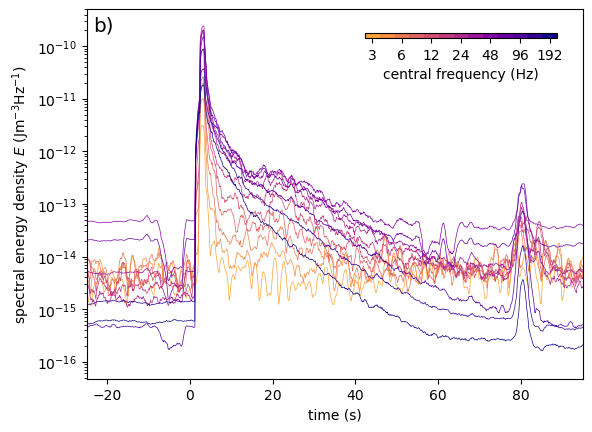 b)
3 6 12 24 48 96 192
central frequency (Hz)
spectral energy density E (Jm⁻³Hz⁻¹)
10⁻¹⁰
10⁻¹¹
10⁻¹²
10⁻¹³
10⁻¹⁴
10⁻¹⁵
10⁻¹⁶
−20 0 20 40 60 80
time (s)